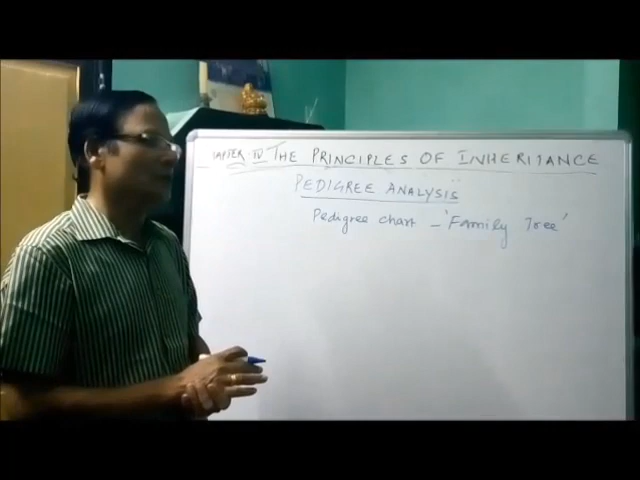 THE PRINCIPLES OF INHERITANCE
PEDIGREE ANALYSIS
Pedigree chart - 'Family Tree'